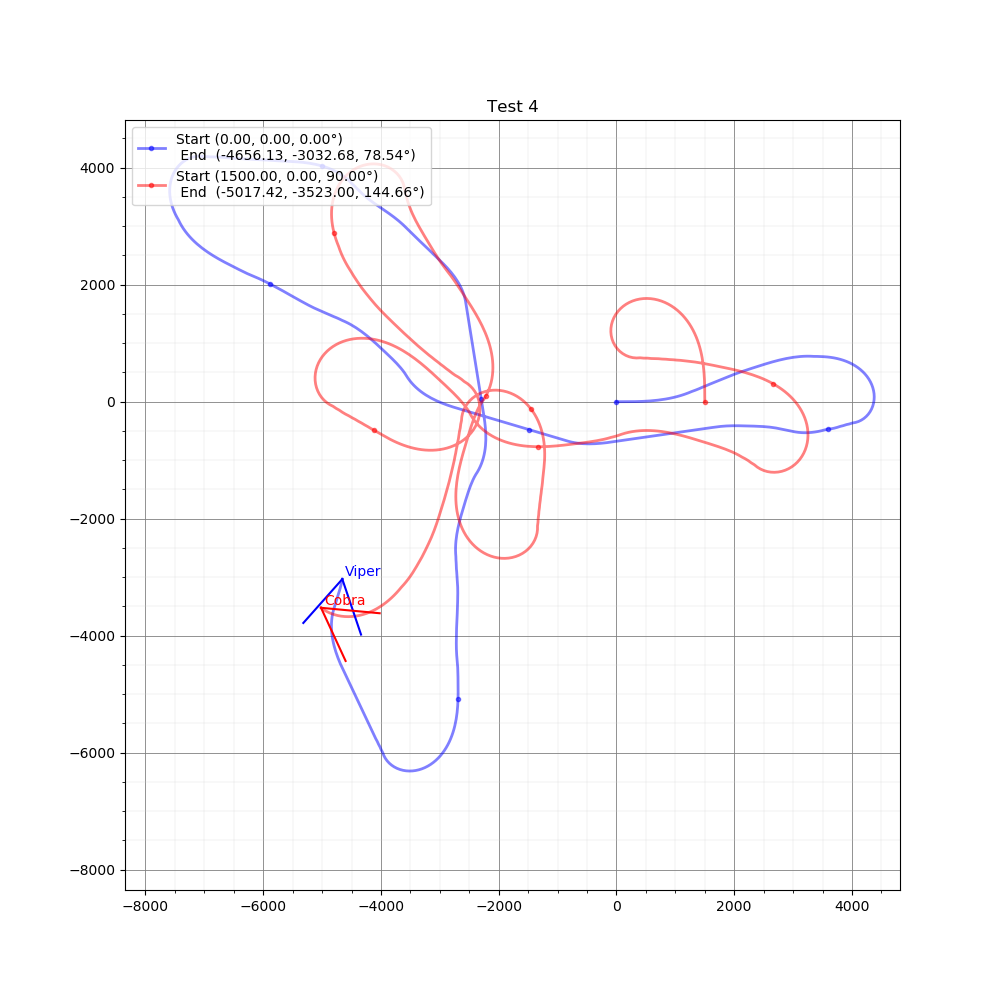 Test 4
Start (0.00, 0.00, 0.00°)
End  (-4656.13, -3032.68, 78.54°)
Start (1500.00, 0.00, 90.00°)
End  (-5017.42, -3523.00, 144.66°)
4000
2000
0
−2000
−4000
−6000
−8000
Viper
Cobra
−8000 −6000 −4000 −2000 0 2000 4000